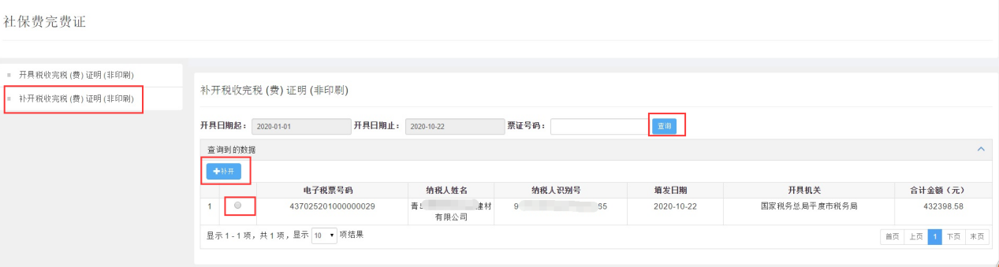 社保费完费证
开具税收完税 (费) 证明 (非印刷)
补开税收完税 (费) 证明 (非印刷)
补开税收完税 (费) 证明 (非印刷)
开具日期起： 2020-01-01 开具日期止： 2020-10-22 票证号码： 查询
查询到的数据
补开
电子税票号码 纳税人姓名 纳税人识别号 填发日期 开具机关 合计金额（元）
1 437025201000000029 青 建材 9 65 2020-10-22 国家税务总局平度市税务局 432398.58
有限公司
显示 1 - 1 项，共 1 项，显示 10 项结果
首页 上页 1 下页 末页